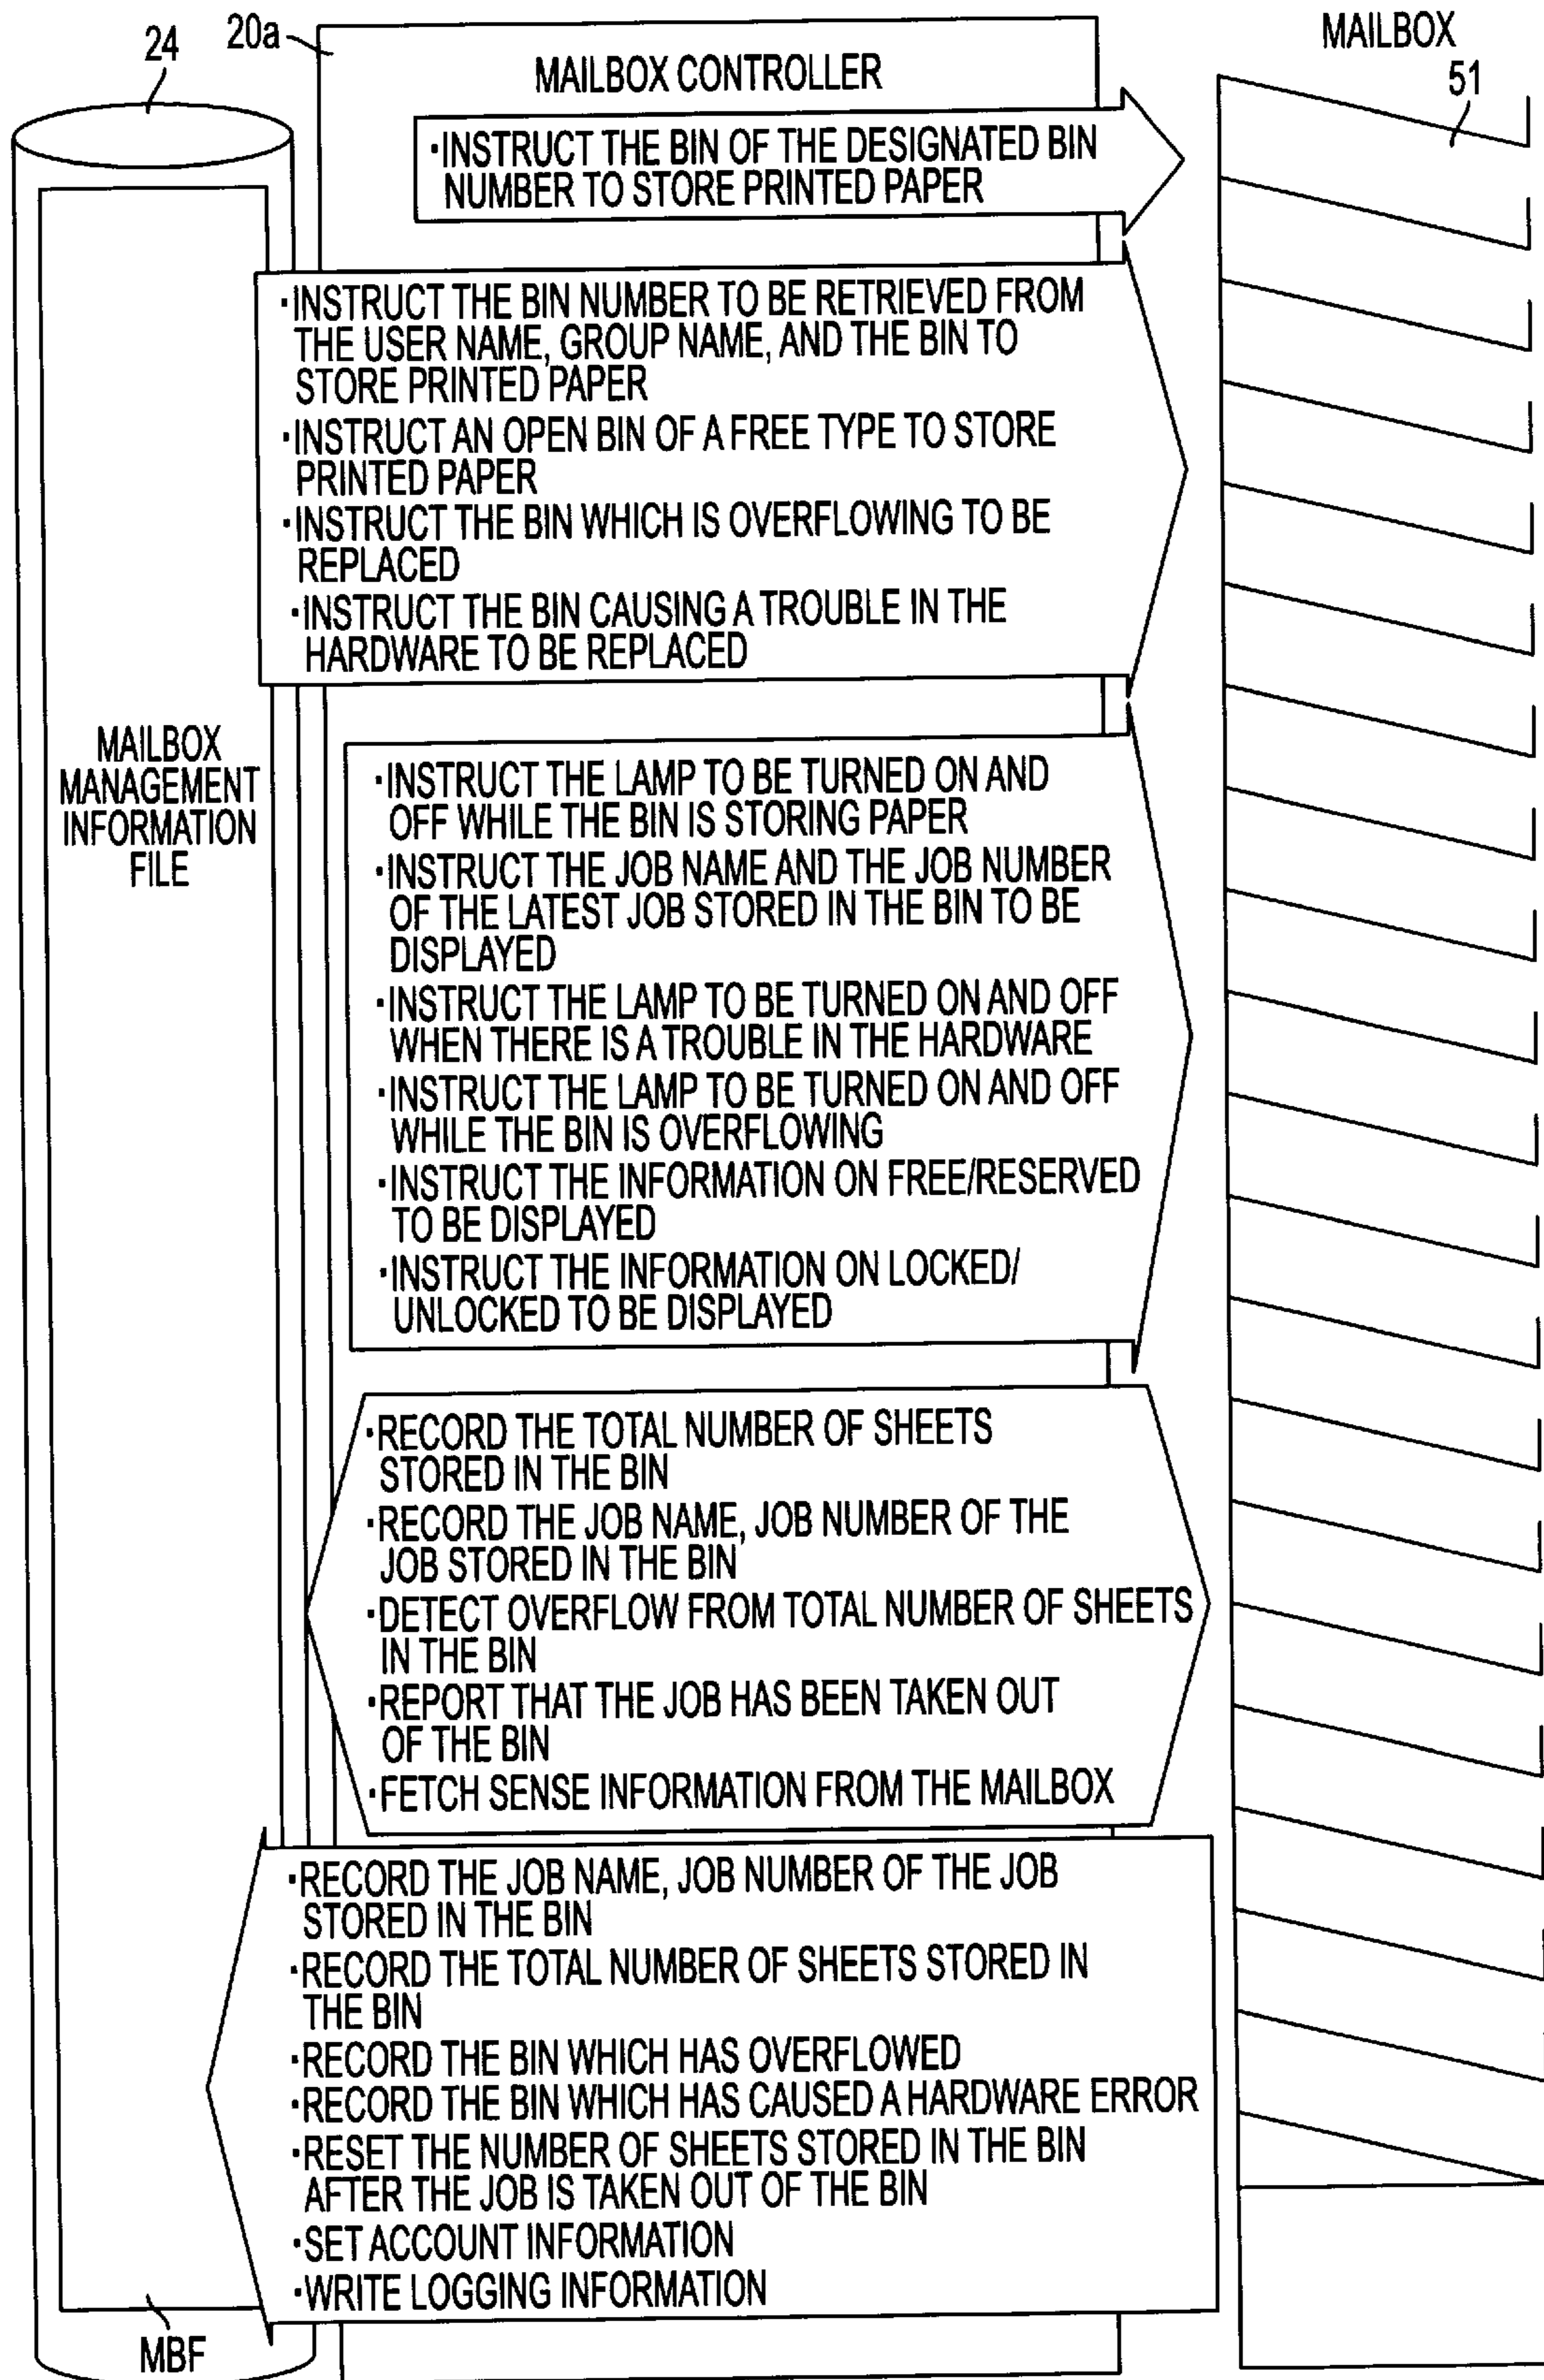 24
20a
MAILBOX CONTROLLER
MAILBOX
51
·INSTRUCT THE BIN OF THE DESIGNATED BIN
NUMBER TO STORE PRINTED PAPER
·INSTRUCT THE BIN NUMBER TO BE RETRIEVED FROM
THE USER NAME, GROUP NAME, AND THE BIN TO
STORE PRINTED PAPER
·INSTRUCT AN OPEN BIN OF A FREE TYPE TO STORE
PRINTED PAPER
·INSTRUCT THE BIN WHICH IS OVERFLOWING TO BE
REPLACED
·INSTRUCT THE BIN CAUSING A TROUBLE IN THE
HARDWARE TO BE REPLACED
MAILBOX
MANAGEMENT
INFORMATION
FILE
·INSTRUCT THE LAMP TO BE TURNED ON AND
OFF WHILE THE BIN IS STORING PAPER
·INSTRUCT THE JOB NAME AND THE JOB NUMBER
OF THE LATEST JOB STORED IN THE BIN TO BE
DISPLAYED
·INSTRUCT THE LAMP TO BE TURNED ON AND OFF
WHEN THERE IS A TROUBLE IN THE HARDWARE
·INSTRUCT THE LAMP TO BE TURNED ON AND OFF
WHILE THE BIN IS OVERFLOWING
·INSTRUCT THE INFORMATION ON FREE/RESERVED
TO BE DISPLAYED
·INSTRUCT THE INFORMATION ON LOCKED/
UNLOCKED TO BE DISPLAYED
·RECORD THE TOTAL NUMBER OF SHEETS
STORED IN THE BIN
·RECORD THE JOB NAME, JOB NUMBER OF THE
JOB STORED IN THE BIN
·DETECT OVERFLOW FROM TOTAL NUMBER OF SHEETS
IN THE BIN
·REPORT THAT THE JOB HAS BEEN TAKEN OUT
OF THE BIN
·FETCH SENSE INFORMATION FROM THE MAILBOX
·RECORD THE JOB NAME, JOB NUMBER OF THE JOB
STORED IN THE BIN
·RECORD THE TOTAL NUMBER OF SHEETS STORED IN
THE BIN
·RECORD THE BIN WHICH HAS OVERFLOWED
·RECORD THE BIN WHICH HAS CAUSED A HARDWARE ERROR
·RESET THE NUMBER OF SHEETS STORED IN THE BIN
AFTER THE JOB IS TAKEN OUT OF THE BIN
·SET ACCOUNT INFORMATION
·WRITE LOGGING INFORMATION
MBF